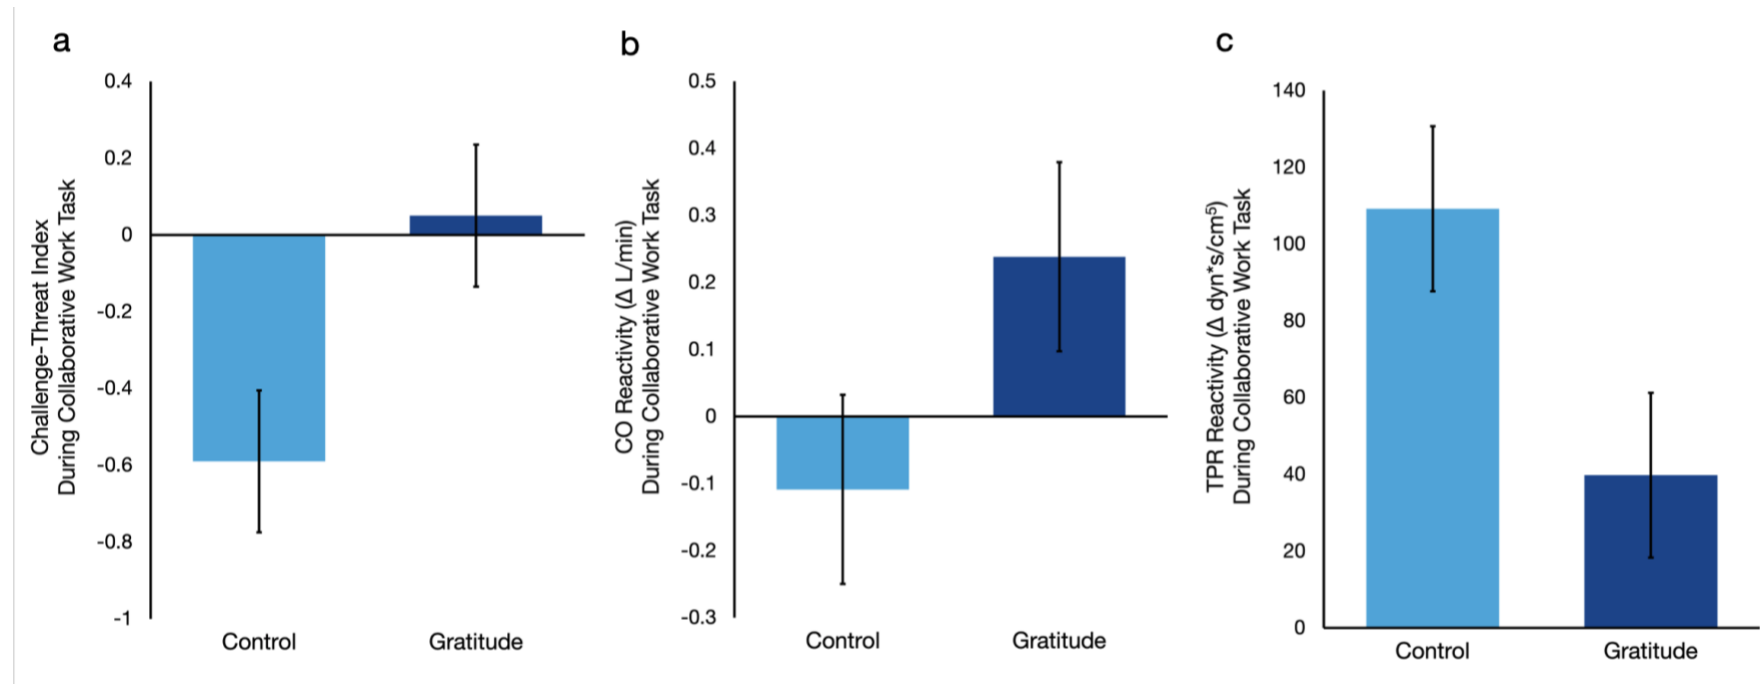 a
Challenge-Threat Index
During Collaborative Work Task
0.4
0.2
0
-0.2
-0.4
-0.6
-0.8
-1
Control
Gratitude
b
CO Reactivity (Δ L/min)
During Collaborative Work Task
0.5
0.4
0.3
0.2
0.1
0
-0.1
-0.2
-0.3
Control
Gratitude
c
TPR Reactivity (Δ dyn*s/cm⁵)
During Collaborative Work Task
140
120
100
80
60
40
20
0
Control
Gratitude